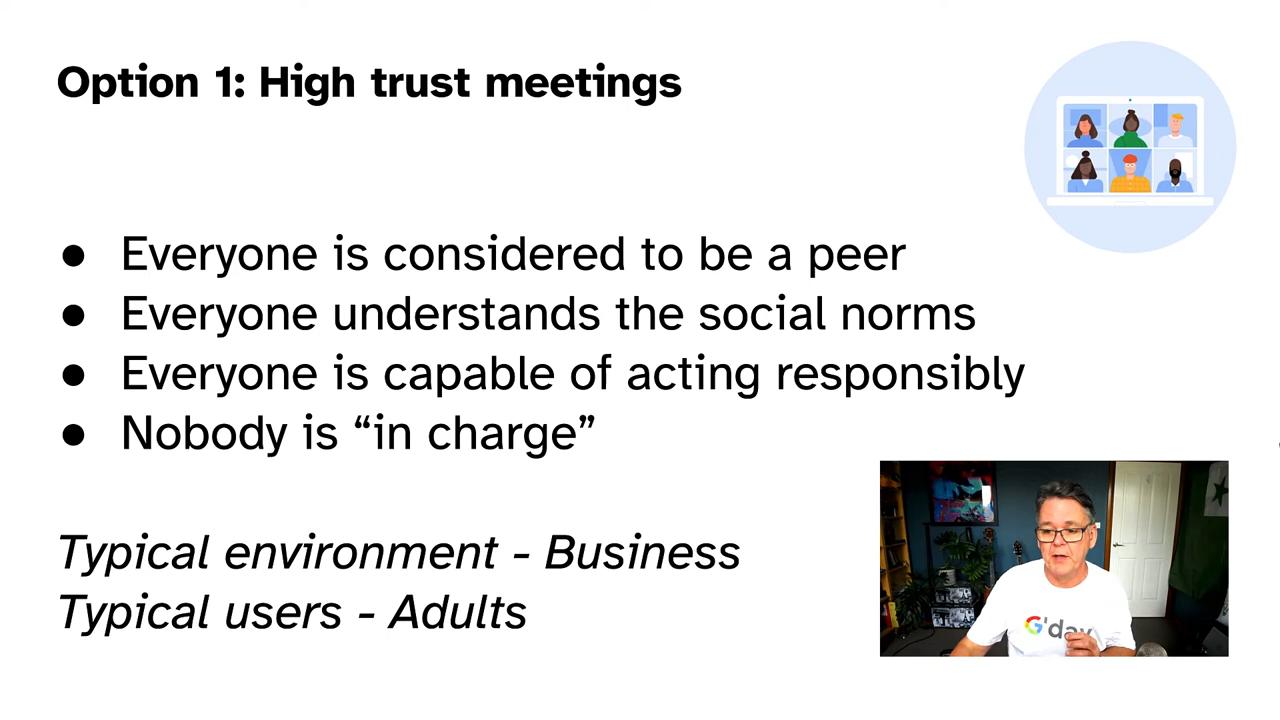 Option 1: High trust meetings
● Everyone is considered to be a peer
● Everyone understands the social norms
● Everyone is capable of acting responsibly
● Nobody is “in charge”
Typical environment - Business
Typical users - Adults
G'day